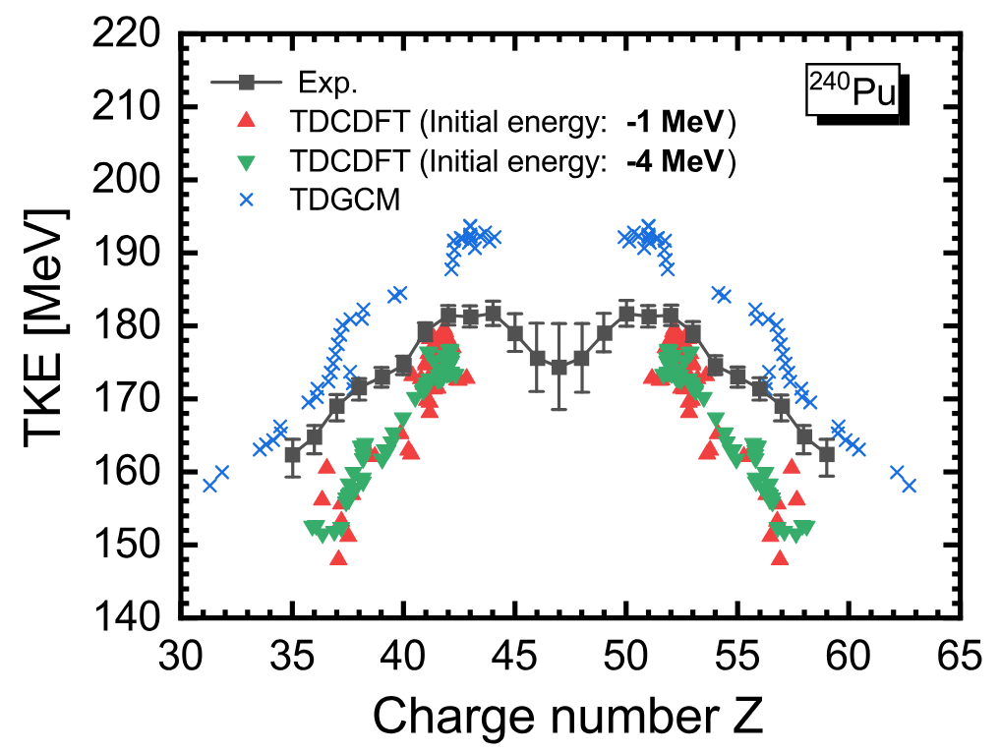 220
210
200
190
180
170
160
150
140
TKE [MeV]
Exp.
TDCDFT (Initial energy: -1 MeV)
TDCDFT (Initial energy: -4 MeV)
TDGCM
²⁴⁰Pu
30 35 40 45 50 55 60 65
Charge number Z